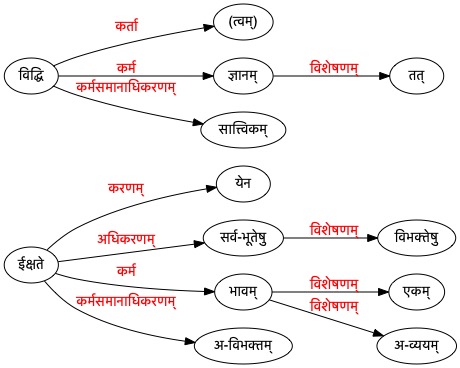 कर्ता
(त्वम्)
विद्धि
कर्म
ज्ञानम्
विशेषणम्
तत्
कर्मसमानाधिकरणम्
सात्त्विकम्
करणम्
येन
ईक्षते
अधिकरणम्
सर्व-भूतेषु
विशेषणम्
विभक्तेषु
कर्म
भावम्
विशेषणम्
एकम्
कर्मसमानाधिकरणम्
अ-विभक्तम्
विशेषणम्
अ-व्ययम्